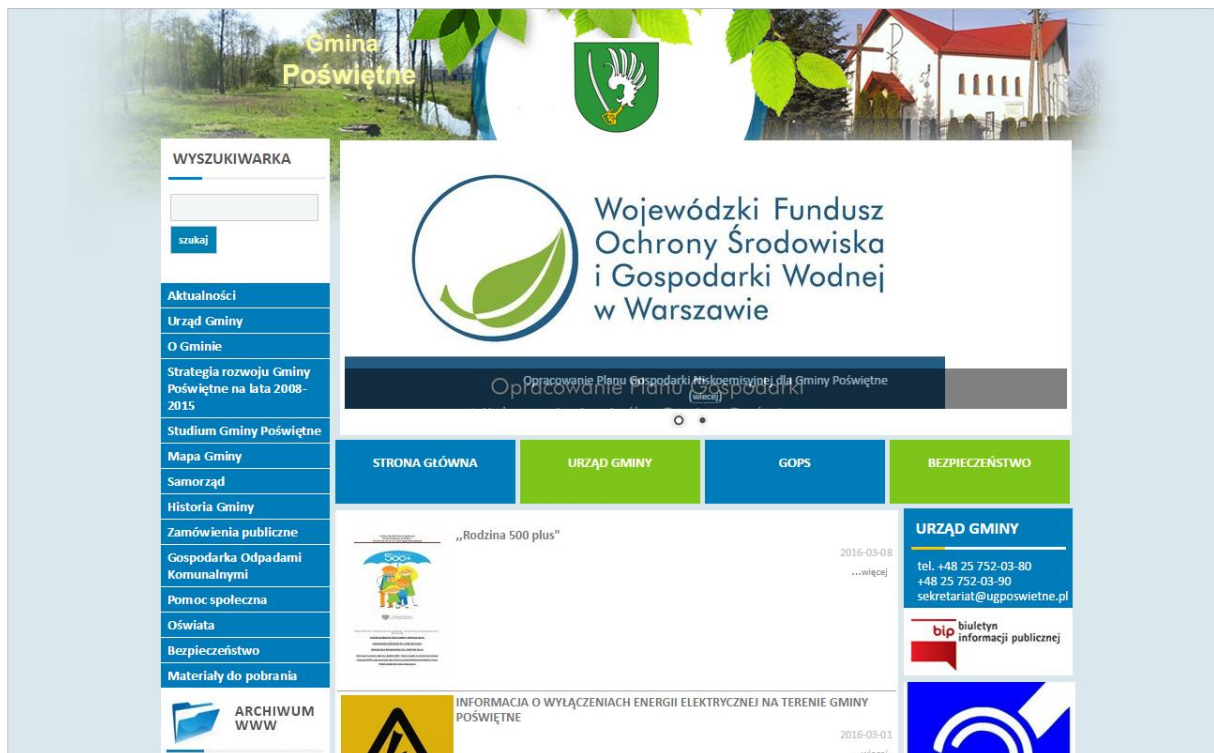 Gmina
Poświętne
WYSZUKIWARKA
szukaj
Aktualności
Urząd Gminy
O Gminie
Strategia rozwoju Gminy
Poświętne na lata 2008-
2015
Studium Gminy Poświętne
Mapa Gminy
Samorząd
Historia Gminy
Zamówienia publiczne
Gospodarka Odpadami
Komunalnymi
Pomoc społeczna
Oświata
Bezpieczeństwo
Materiały do pobrania
ARCHIWUM
WWW
Wojewódzki Fundusz
Ochrony Środowiska
i Gospodarki Wodnej
w Warszawie
Opracowanie Planu Gospodarki
Opracowanie Planu Gospodarki Niskoemisyjnej dla Gminy Poświętne
(więcej)
STRONA GŁÓWNA
URZĄD GMINY
GOPS
BEZPIECZEŃSTWO
500+
,,Rodzina 500 plus"
2016-03-08
...więcej
INFORMACJA O WYŁĄCZENIACH ENERGII ELEKTRYCZNEJ NA TERENIE GMINY
POŚWIĘTNE
2016-03-01
URZĄD GMINY
tel. +48 25 752-03-80
+48 25 752-03-90
sekretariat@ugposwietne.pl
bip biuletyn
informacji publicznej